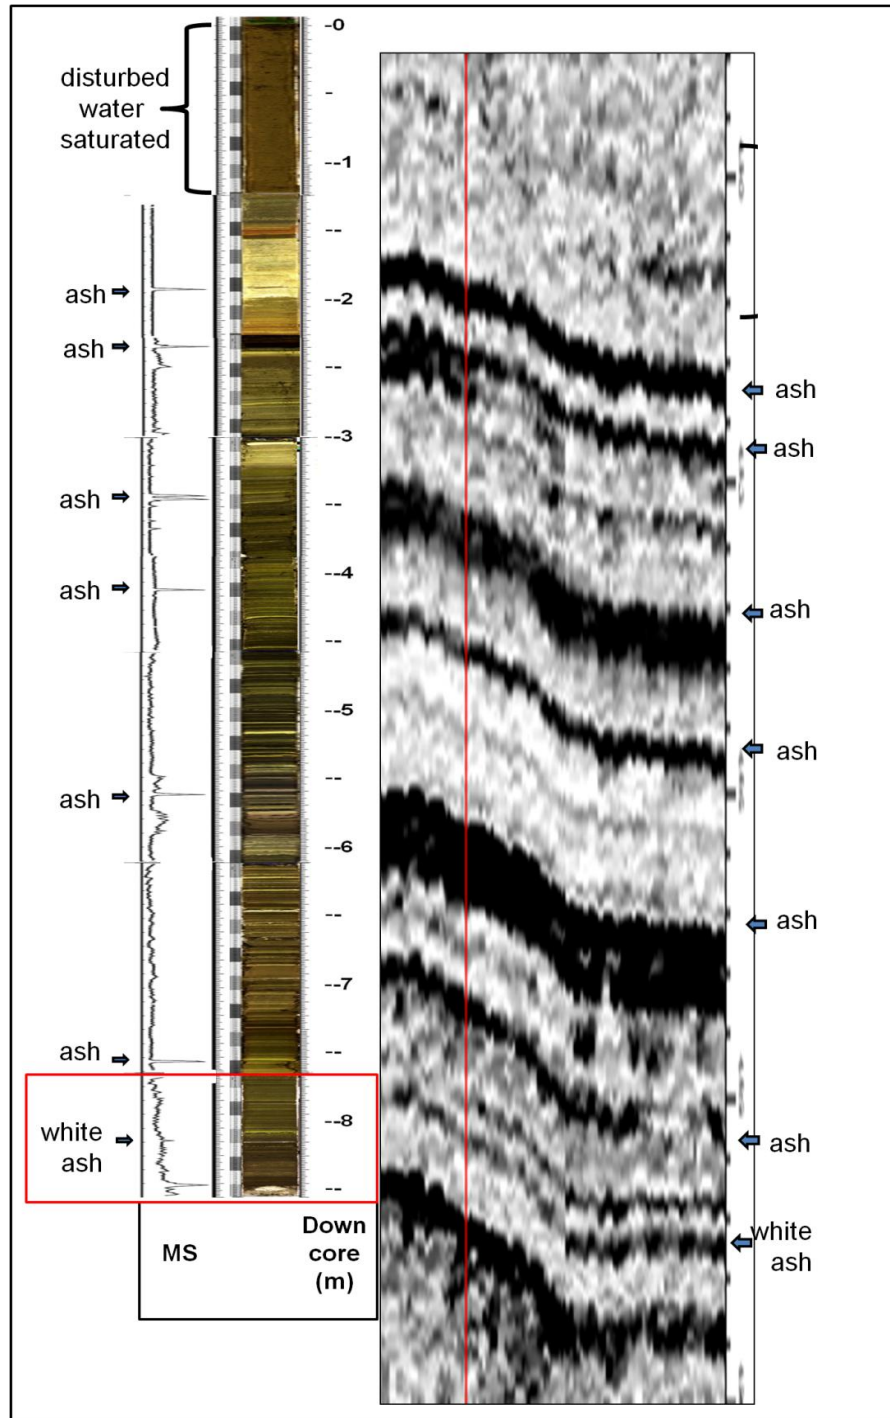 disturbed
water
saturated
--0
-
--1
--
ash
--2
ash
--
--3
ash
--
--4
ash
--
--5
--
ash
--6
--
--7
ash
--
white
ash
--8
--
MS
Down
core
(m)
ash
ash
ash
ash
ash
ash
white
ash